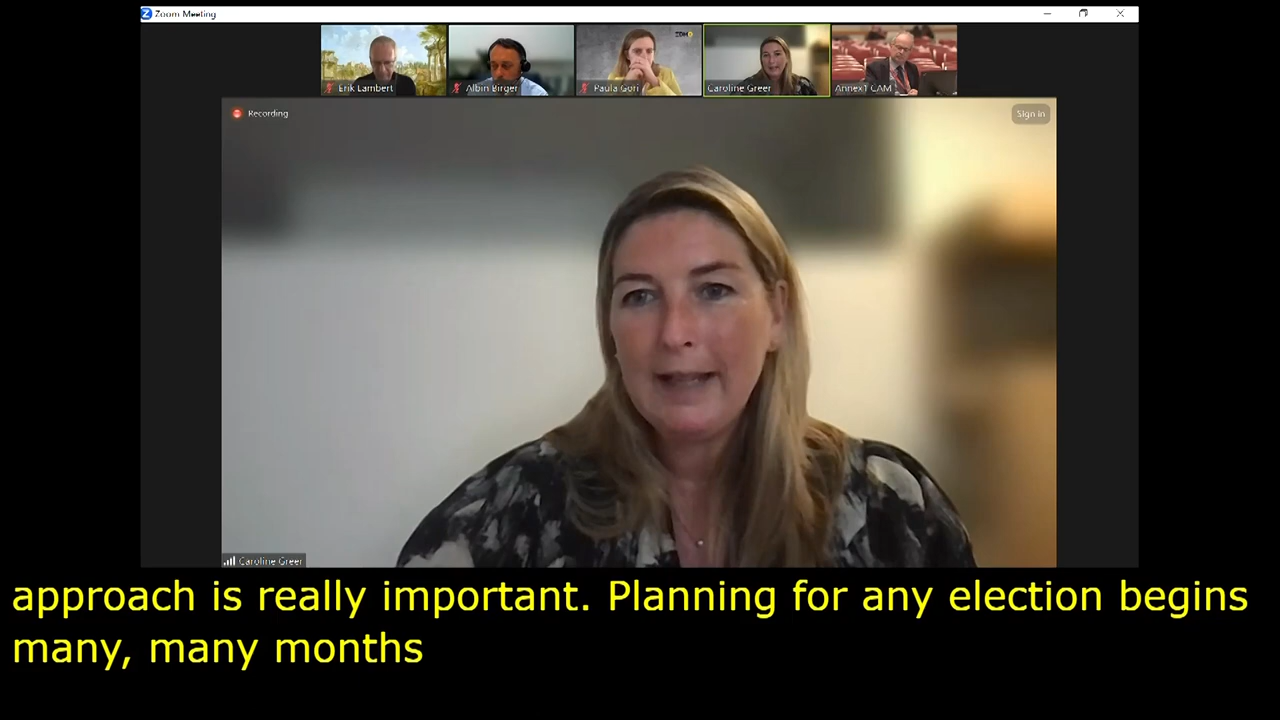 Zoom Meeting
Erik Lambert
Albin Birger
Paula Gori
Caroline Greer
Annex1 CAM
Recording
Sign in
Caroline Greer
approach is really important. Planning for any election begins
many, many months